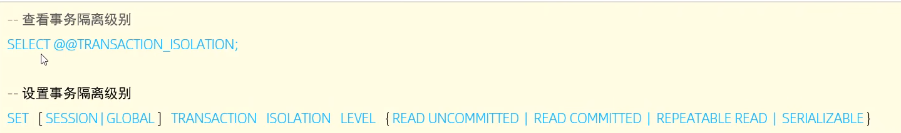 -- 查看事务隔离级别
SELECT @@TRANSACTION_ISOLATION;
-- 设置事务隔离级别
SET [ SESSION | GLOBAL ] TRANSACTION ISOLATION LEVEL { READ UNCOMMITTED | READ COMMITTED | REPEATABLE READ | SERIALIZABLE }